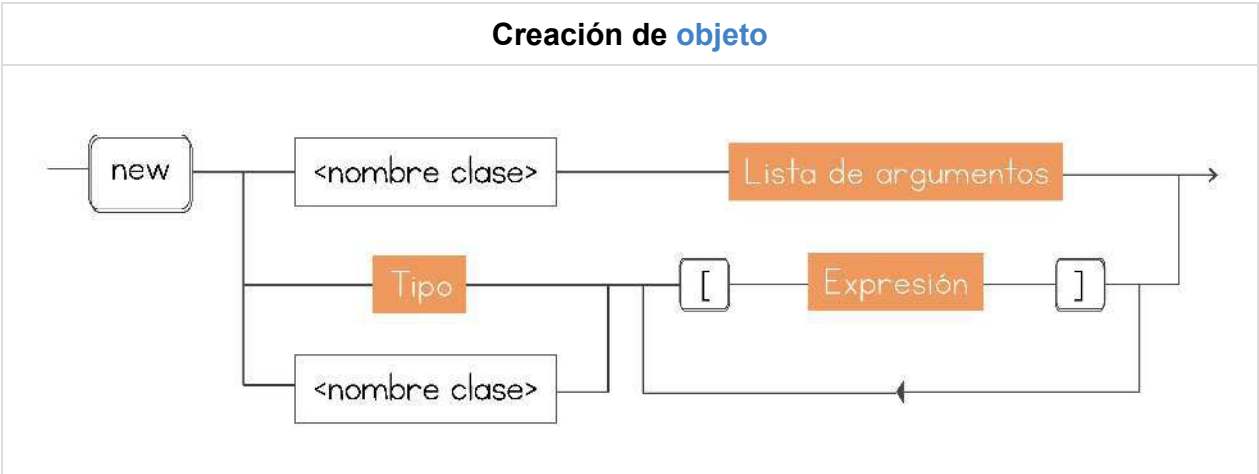 Creación de objeto
new
<nombre clase>
Lista de argumentos
Tipo
[
Expresión
]
<nombre clase>